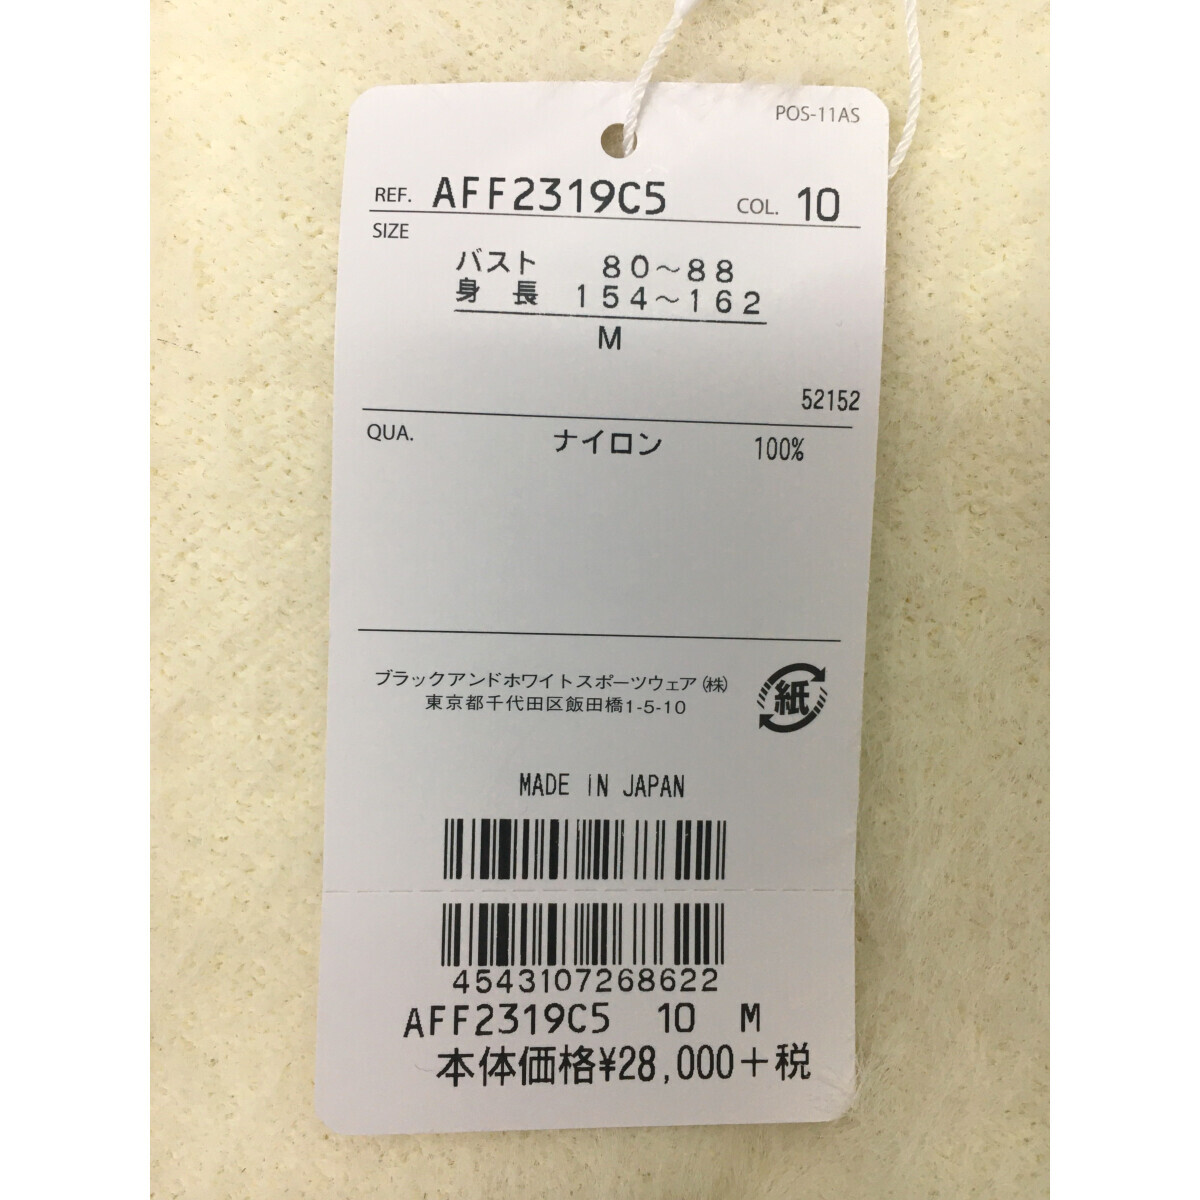 POS-11AS
REF. AFF2319C5 COL. 10
SIZE
バスト 80～88
身長 154～162
M
52152
QUA. ナイロン 100%
ブラックアンドホワイトスポーツウェア(株)
東京都千代田区飯田橋1-5-10
紙
MADE IN JAPAN
4543107268622
AFF2319C5 10 M
本体価格¥28,000＋税